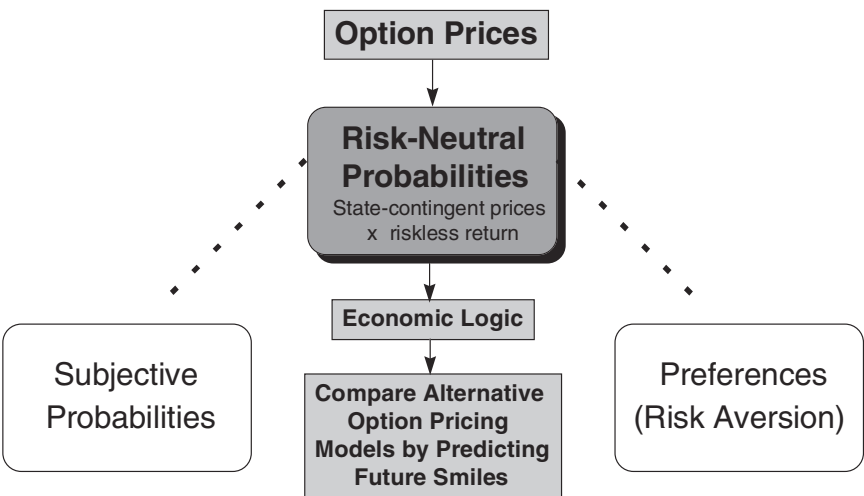 Option Prices
Risk-Neutral
Probabilities
State-contingent prices
x riskless return
Economic Logic
Subjective
Probabilities
Compare Alternative
Option Pricing
Models by Predicting
Future Smiles
Preferences
(Risk Aversion)